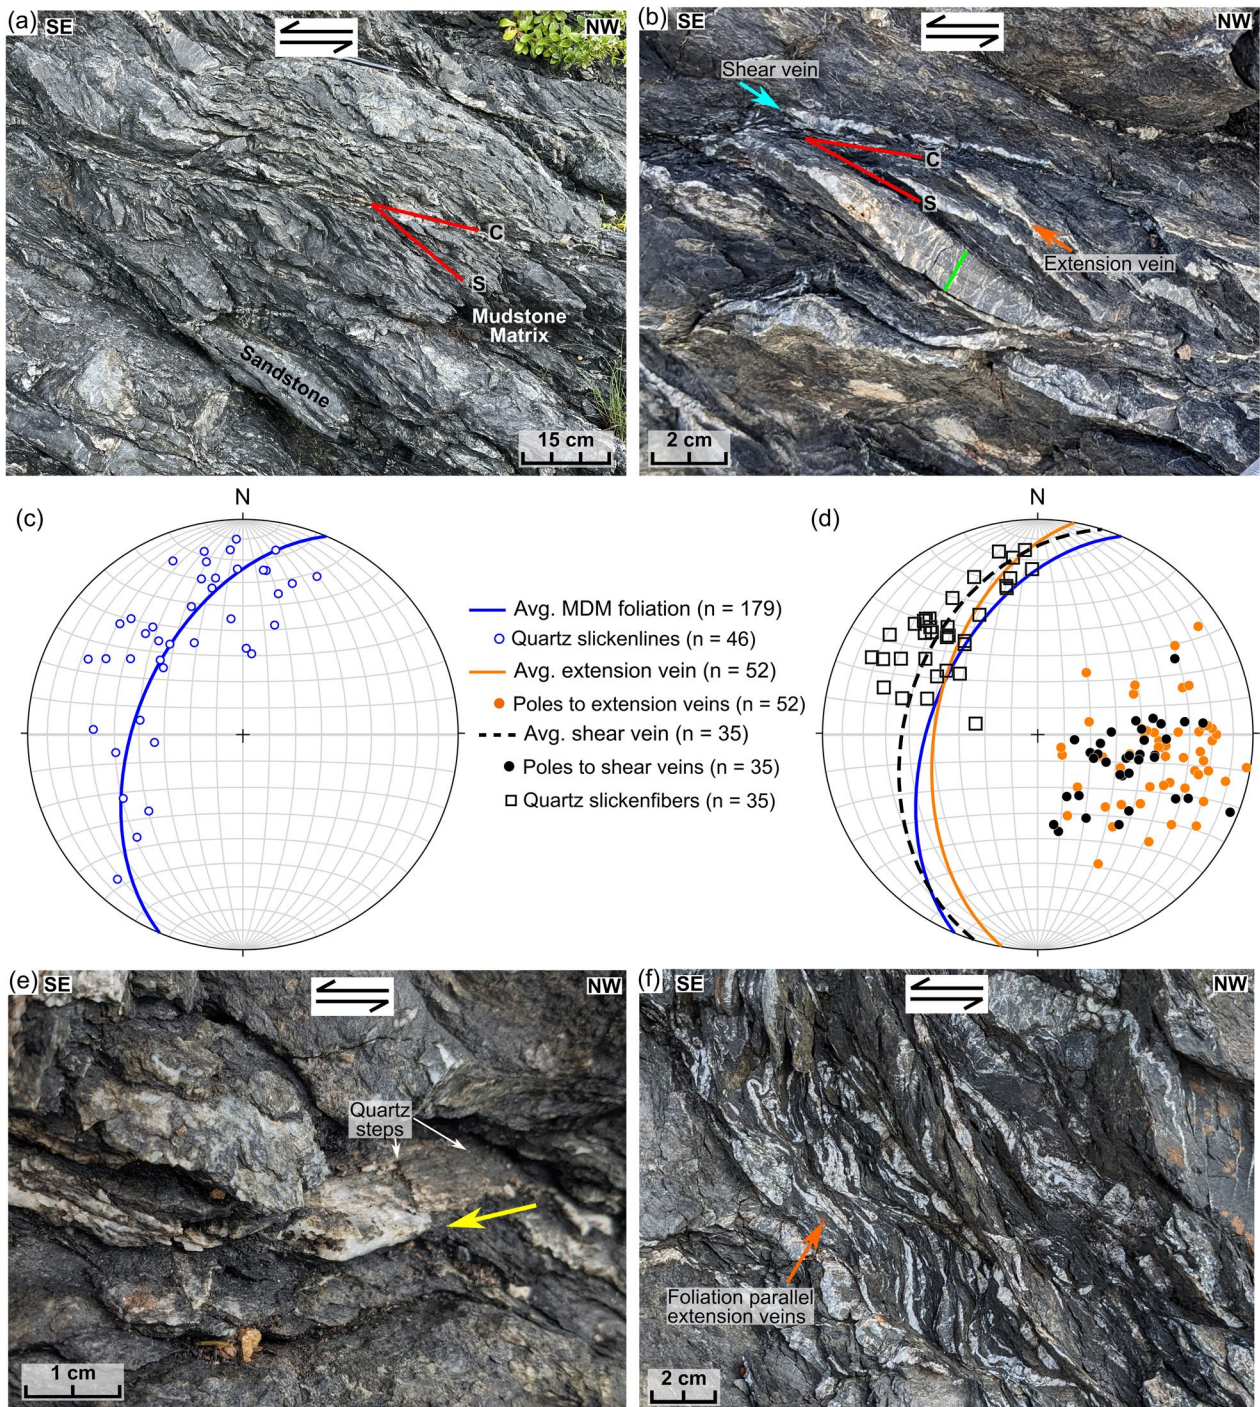 (a)
SE
NW
C
S
Mudstone
Matrix
Sandstone
15 cm
(b)
SE
NW
Shear vein
C
S
Extension vein
2 cm
(c)
N
(d)
N
Avg. MDM foliation (n = 179)
Quartz slickenlines (n = 46)
Avg. extension vein (n = 52)
Poles to extension veins (n = 52)
Avg. shear vein (n = 35)
Poles to shear veins (n = 35)
Quartz slickenfibers (n = 35)
(e)
SE
NW
Quartz
steps
1 cm
(f)
SE
NW
Foliation parallel
extension veins
2 cm